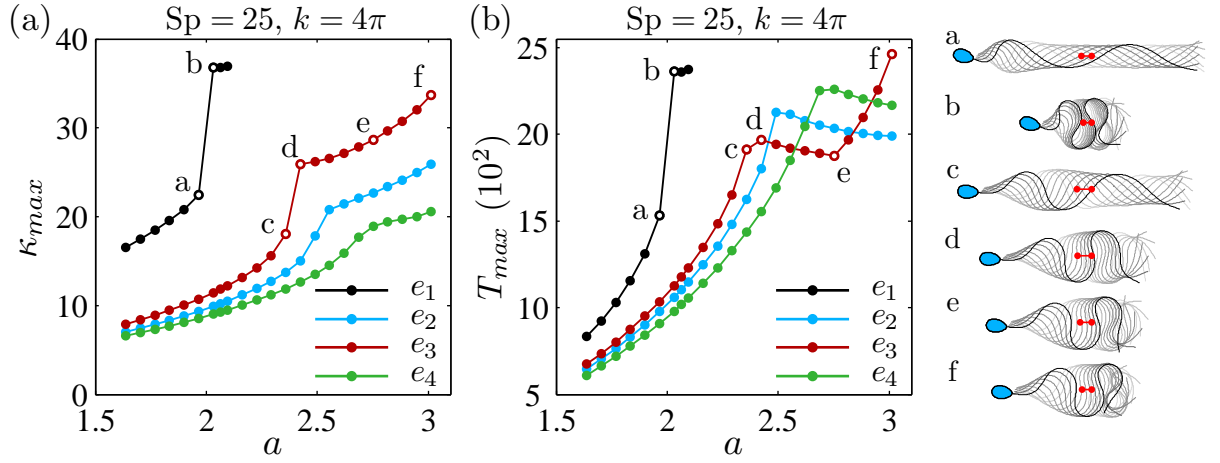 (a)
Sp = 25, k = 4π
κmax
40
30
20
10
0
1.5
2
2.5
3
a
a
b
c
d
e
f
e1
e2
e3
e4
(b)
Sp = 25, k = 4π
Tmax (10^2)
25
20
15
10
5
1.5
2
2.5
3
a
a
b
c
d
e
f
e1
e2
e3
e4
a
b
c
d
e
f